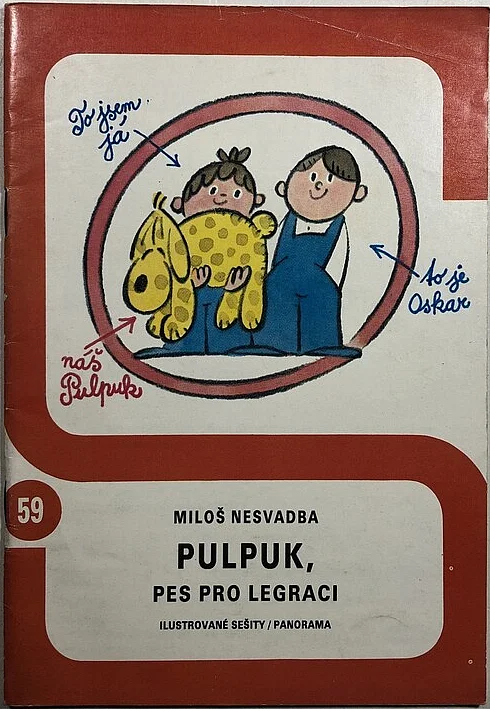 To jsem
já
to je
Oskar
náš
Pulpuk
59
MILOŠ NESVADBA
PULPUK,
PES PRO LEGRACI
ILUSTROVANÉ SEŠITY / PANORAMA